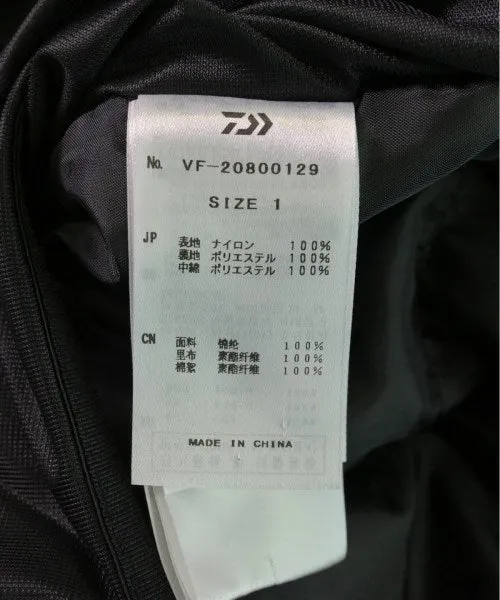 No. VF-20800129
SIZE 1
JP 表地 ナイロン 100%
裏地 ポリエステル 100%
中綿 ポリエステル 100%
CN 面料 锦纶 100%
里布 聚酯纤维 100%
棉絮 聚酯纤维 100%
MADE IN CHINA